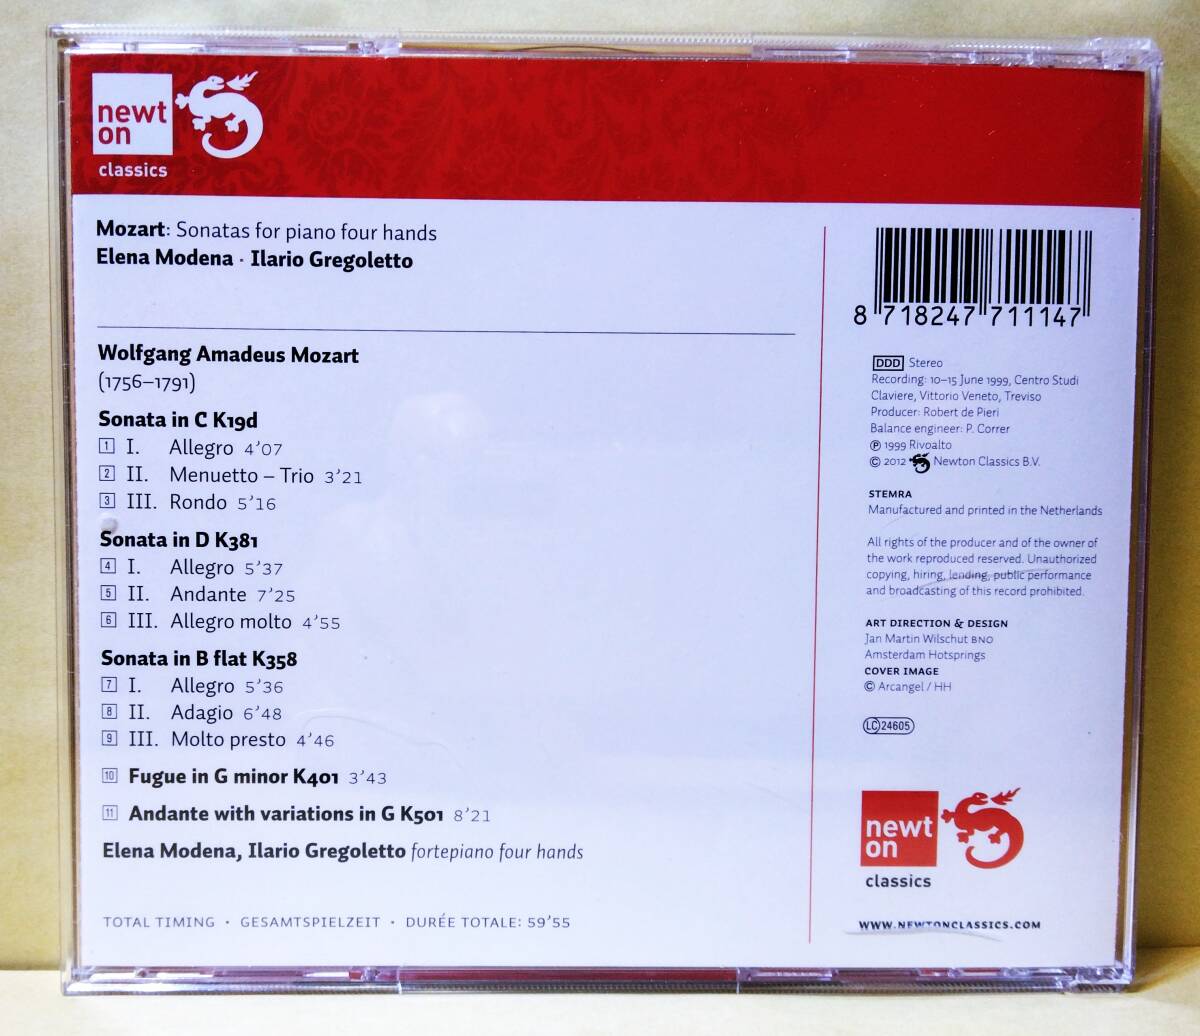 newt
on
classics
Mozart: Sonatas for piano four hands
Elena Modena · Ilario Gregoletto
Wolfgang Amadeus Mozart
(1756–1791)
Sonata in C K19d
1 I. Allegro 4’07
2 II. Menuetto – Trio 3’21
3 III. Rondo 5’16
Sonata in D K381
4 I. Allegro 5’37
5 II. Andante 7’25
6 III. Allegro molto 4’55
Sonata in B flat K358
7 I. Allegro 5’36
8 II. Adagio 6’48
9 III. Molto presto 4’46
10 Fugue in G minor K401 3’43
11 Andante with variations in G K501 8’21
Elena Modena, Ilario Gregoletto fortepiano four hands
TOTAL TIMING · GESAMTSPIELZEIT · DURÉE TOTALE: 59’55
8 718247 711147
DDD Stereo
Recording: 10–15 June 1999, Centro Studi
Claviere, Vittorio Veneto, Treviso
Producer: Robert de Pieri
Balance engineer: P. Correr
℗ 1999 Rivoalto
© 2012 Newton Classics B.V.
STEMRA
Manufactured and printed in the Netherlands
All rights of the producer and of the owner of
the work reproduced reserved. Unauthorized
copying, hiring, lending, public performance
and broadcasting of this record prohibited.
ART DIRECTION & DESIGN
Jan Martin Wilschut BNO
Amsterdam Hotsprings
COVER IMAGE
© Arcangel / HH
LC 24605
newt
on
classics
WWW.NEWTONCLASSICS.COM